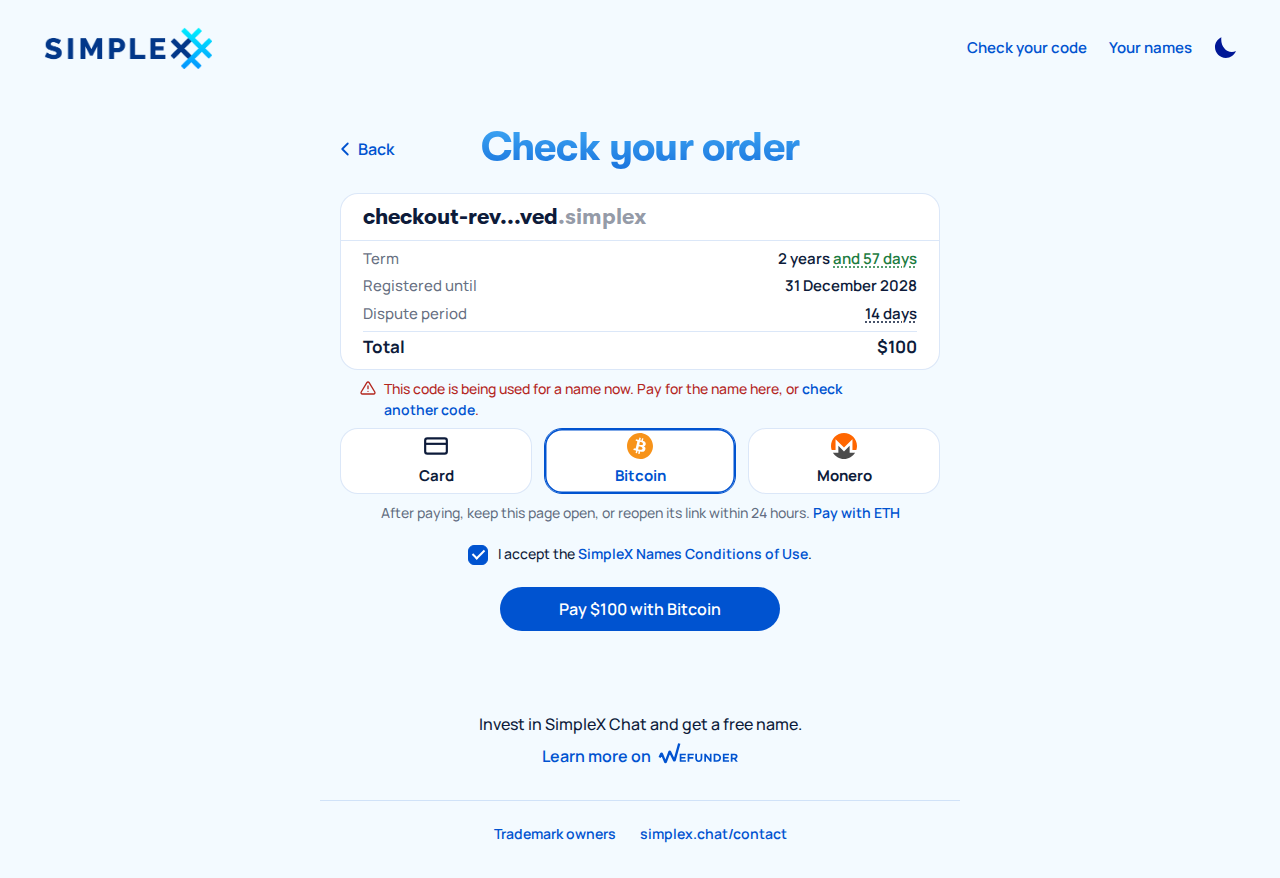 SIMPLEX
Check your code
Your names
Back
Check your order
checkout-rev...ved.simplex
Term
2 years and 57 days
Registered until
31 December 2028
Dispute period
14 days
Total
$100
This code is being used for a name now. Pay for the name here, or check
another code.
Card
Bitcoin
Monero
After paying, keep this page open, or reopen its link within 24 hours. Pay with ETH
I accept the SimpleX Names Conditions of Use.
Pay $100 with Bitcoin
Invest in SimpleX Chat and get a free name.
Learn more on WEFUNDER
Trademark owners
simplex.chat/contact